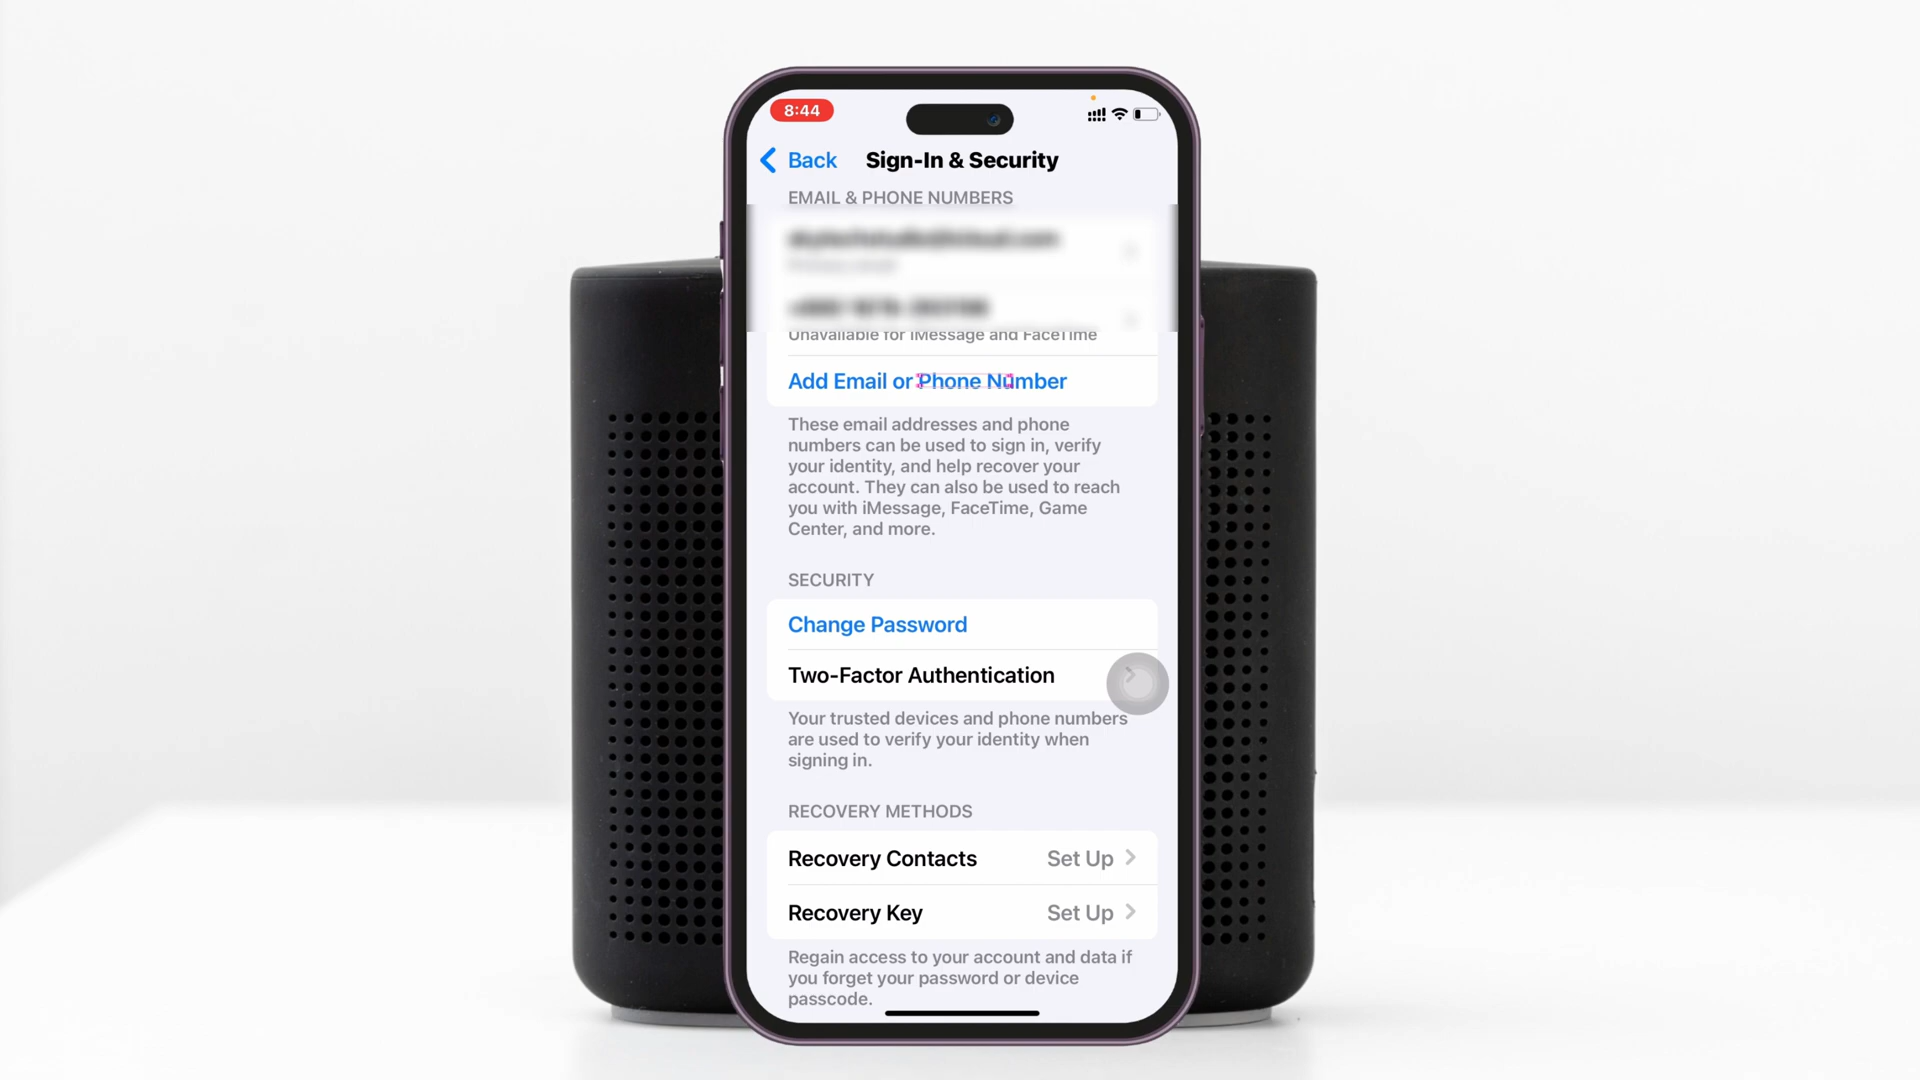 8:44
Back
Sign-In & Security
EMAIL & PHONE NUMBERS
Unavailable for iMessage and FaceTime
Add Email or Phone Number
These email addresses and phone
numbers can be used to sign in, verify
your identity, and help recover your
account. They can also be used to reach
you with iMessage, FaceTime, Game
Center, and more.
SECURITY
Change Password
Two-Factor Authentication
Your trusted devices and phone numbers
are used to verify your identity when
signing in.
RECOVERY METHODS
Recovery Contacts Set Up
Recovery Key Set Up
Regain access to your account and data if
you forget your password or device
passcode.